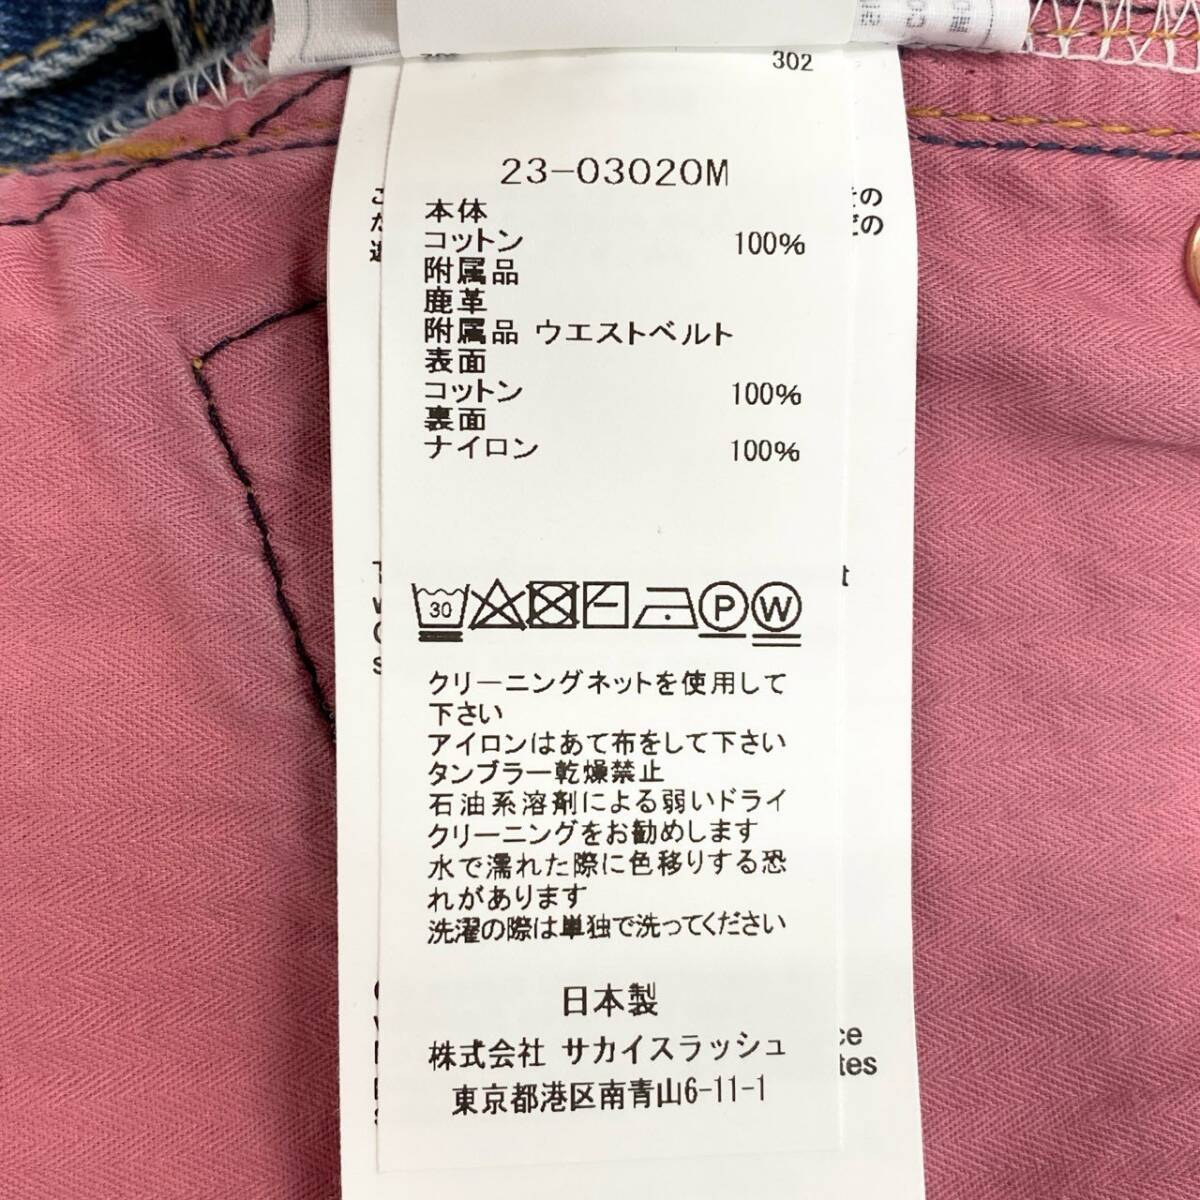 302
23-03020M
本体
コットン 100%
附属品
鹿革
附属品 ウエストベルト
表面
コットン 100%
裏面
ナイロン 100%
30
P
W
クリーニングネットを使用して
下さい
アイロンはあて布をして下さい
タンブラー乾燥禁止
石油系溶剤による弱いドライ
クリーニングをお勧めします
水で濡れた際に色移りする恐
れがあります
洗濯の際は単独で洗ってください
日本製
株式会社 サカイスラッシュ
東京都港区南青山6-11-1